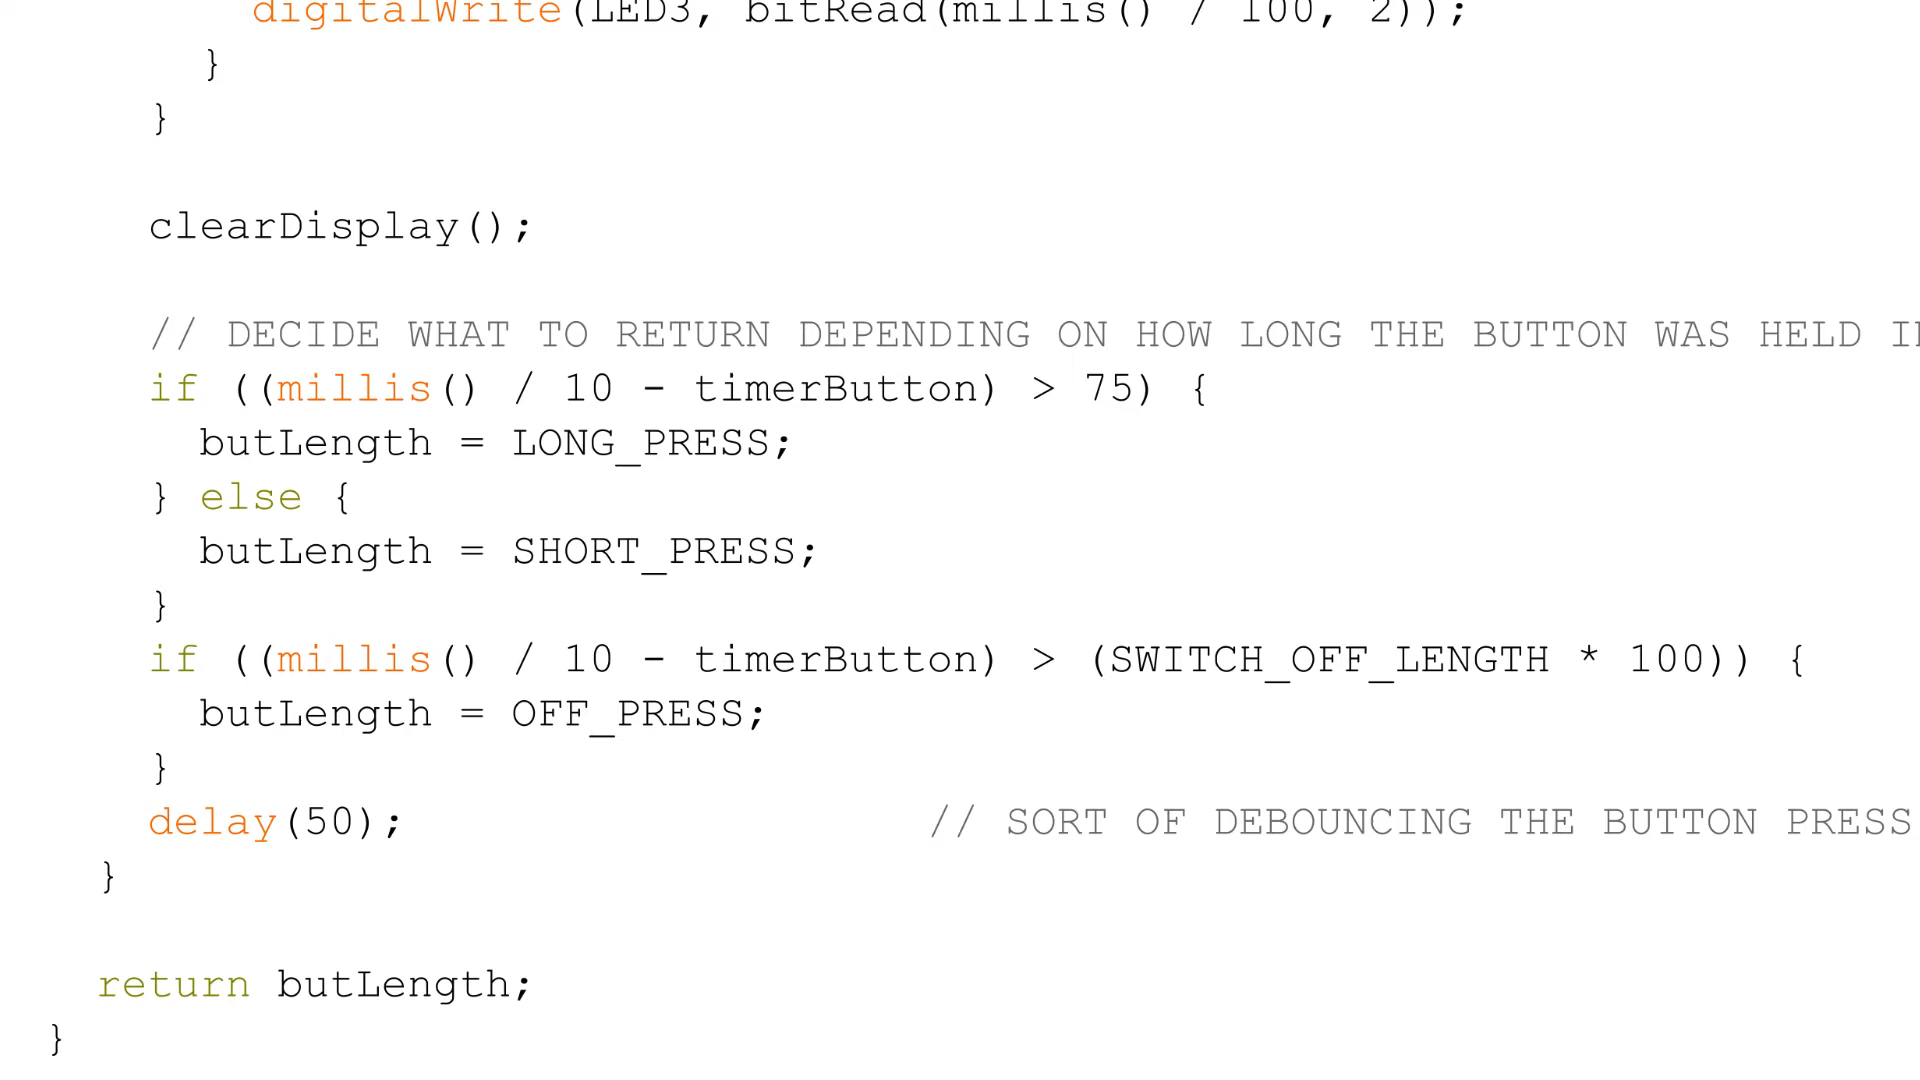 digitalWrite(LED3, bitRead(millis() / 100, 2));
}
}
clearDisplay();
// DECIDE WHAT TO RETURN DEPENDING ON HOW LONG THE BUTTON WAS HELD
if ((millis() / 10 - timerButton) > 75) {
butLength = LONG_PRESS;
} else {
butLength = SHORT_PRESS;
}
if ((millis() / 10 - timerButton) > (SWITCH_OFF_LENGTH * 100)) {
butLength = OFF_PRESS;
}
delay(50); // SORT OF DEBOUNCING THE BUTTON PRESS
}
return butLength;
}